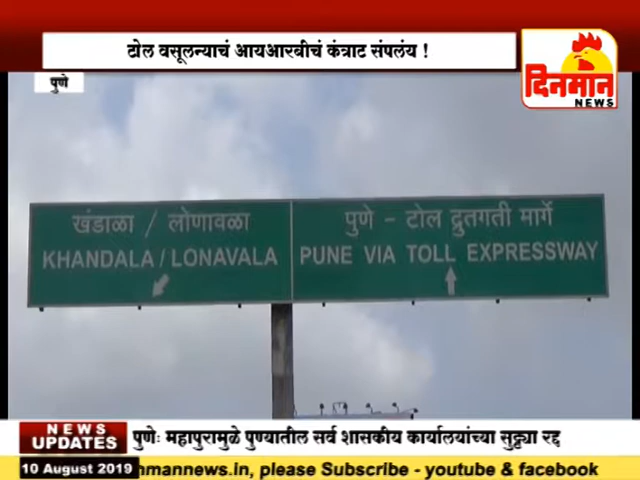 टोल वसूलन्याचं आयआरबीचं कंत्राट संपलंय !
दिनमान
NEWS
पुणे
खंडाळा / लोणावळा
KHANDALA / LONAVALA
पुणे - टोल द्रुतगती मार्गे
PUNE VIA TOLL EXPRESSWAY
NEWS
UPDATES
पुणेः महापुरामुळे पुण्यातील सर्व शासकीय कार्यालयांच्या सुट्ट्या रद्द
10 August 2019
nmannews.in, please Subscribe - youtube & facebook